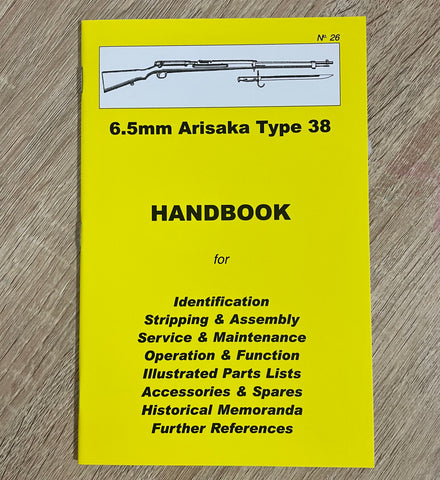 Nº 26
6.5mm Arisaka Type 38
HANDBOOK
for
Identification
Stripping & Assembly
Service & Maintenance
Operation & Function
Illustrated Parts Lists
Accessories & Spares
Historical Memoranda
Further References